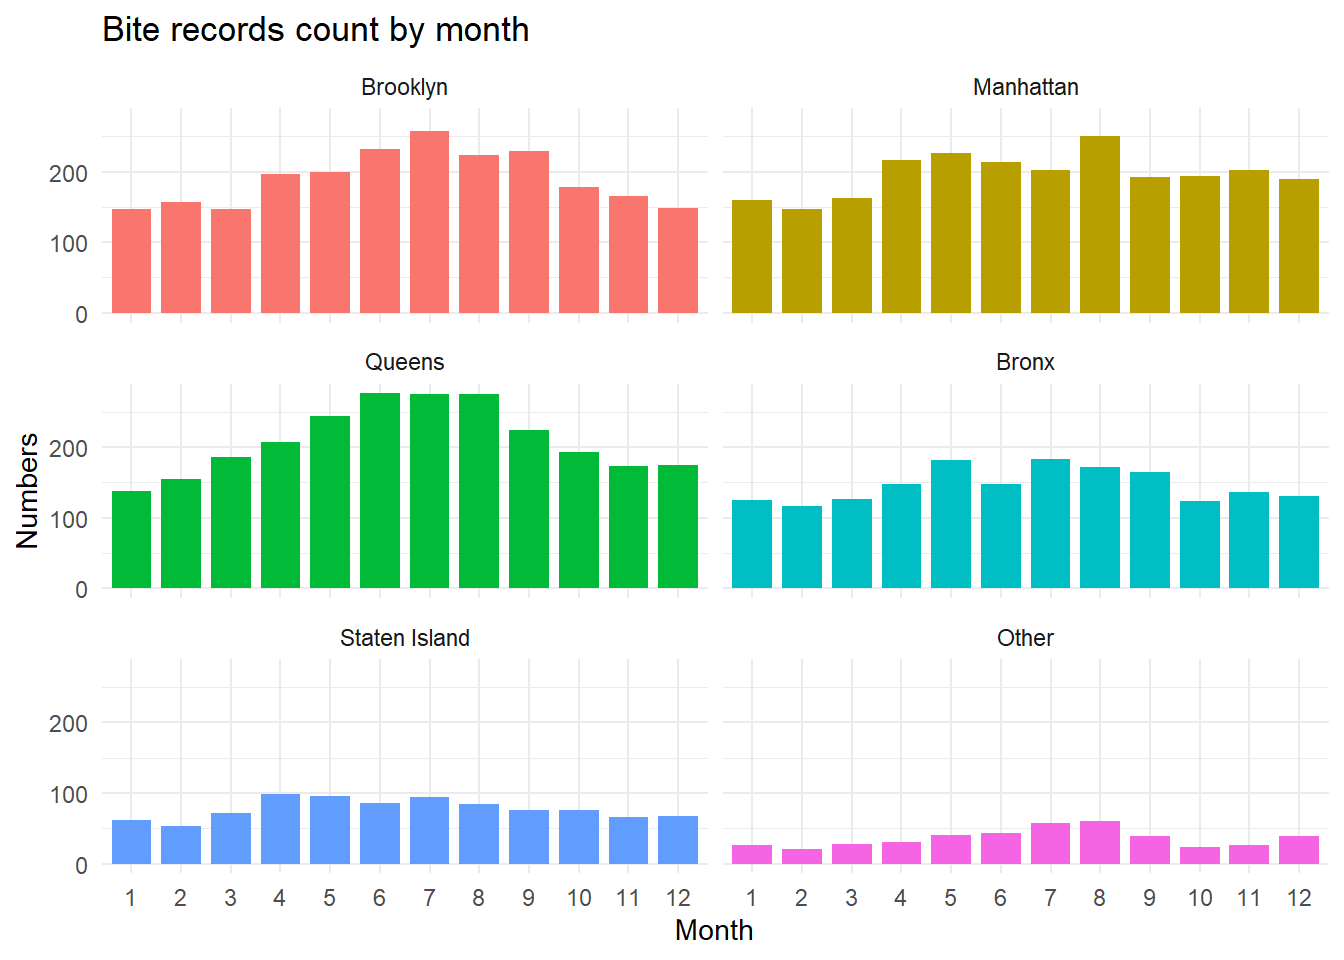 Bite records count by month
Brooklyn
Manhattan
200
100
0
Queens
Bronx
200
100
0
Numbers
Staten Island
Other
200
100
0
1 2 3 4 5 6 7 8 9 10 11 12
1 2 3 4 5 6 7 8 9 10 11 12
Month